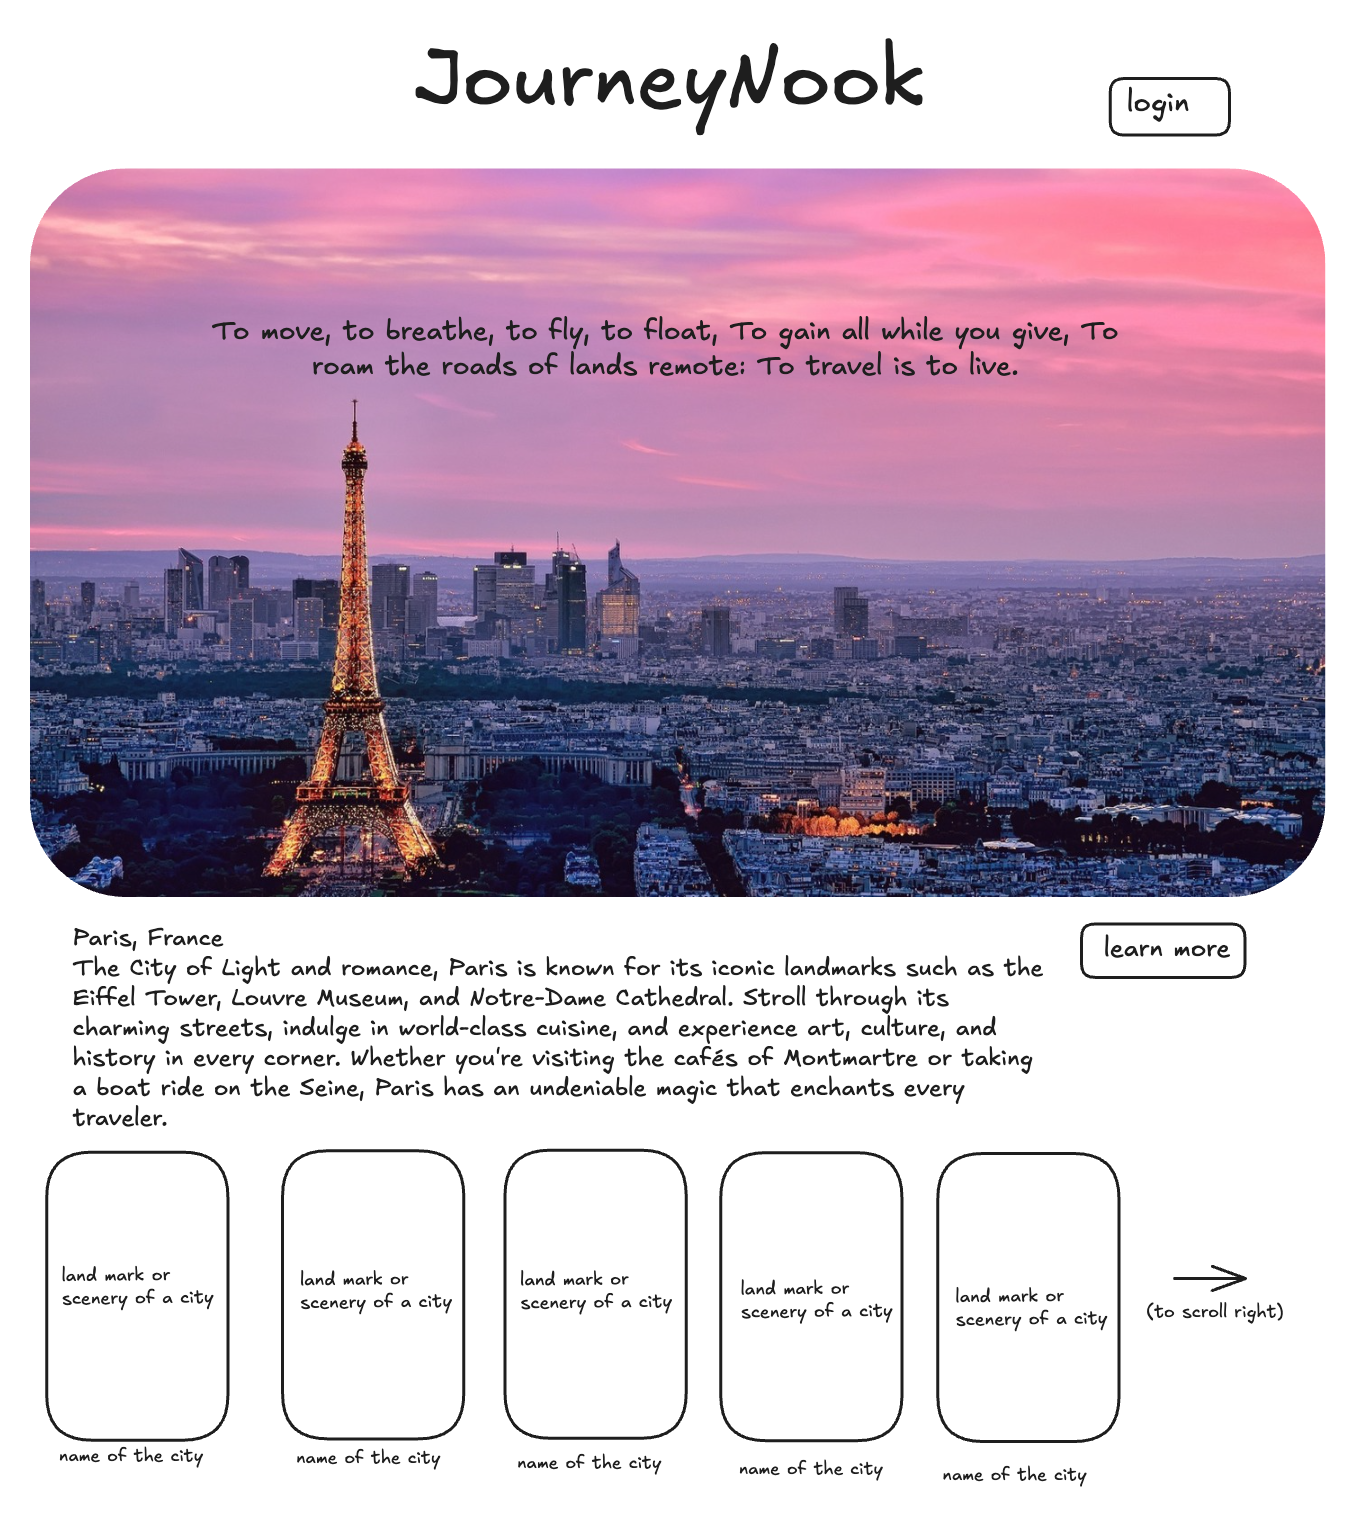 JourneyNook
login
To move, to breathe, to fly, to float, To gain all while you give, To
roam the roads of lands remote: To travel is to live.
Paris, France
learn more
The City of Light and romance, Paris is known for its iconic landmarks such as the
Eiffel Tower, Louvre Museum, and Notre-Dame Cathedral. Stroll through its
charming streets, indulge in world-class cuisine, and experience art, culture, and
history in every corner. Whether you're visiting the cafés of Montmartre or taking
a boat ride on the Seine, Paris has an undeniable magic that enchants every
traveler.
land mark or
scenery of a city
land mark or
scenery of a city
land mark or
scenery of a city
land mark or
scenery of a city
land mark or
scenery of a city
(to scroll right)
name of the city
name of the city
name of the city
name of the city
name of the city